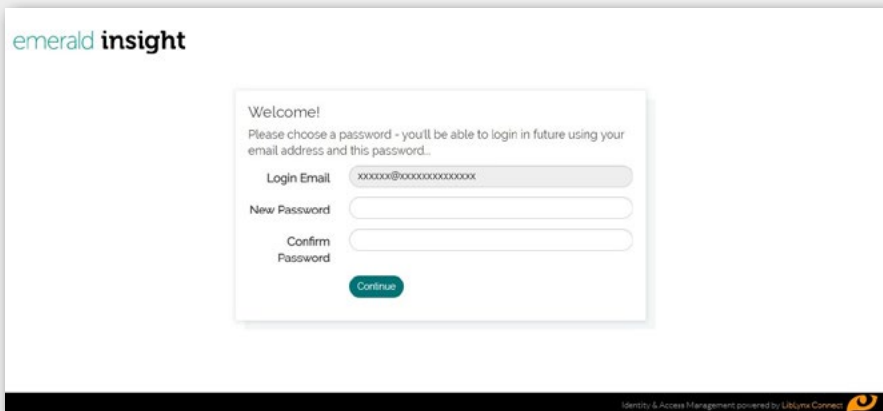 emerald insight
Welcome!
Please choose a password - you'll be able to login in future using your
email address and this password...
Login Email
xxxxxx@xxxxxxxxxxxxxx
New Password
Confirm
Password
Continue
Identity & Access Management powered by LibLynx Connect